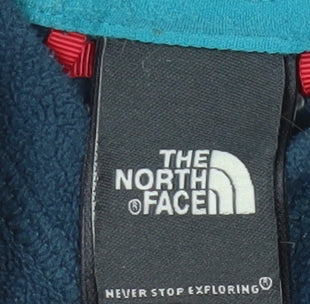 THE
NORTH
® FACE
NEVER STOP EXPLORING®